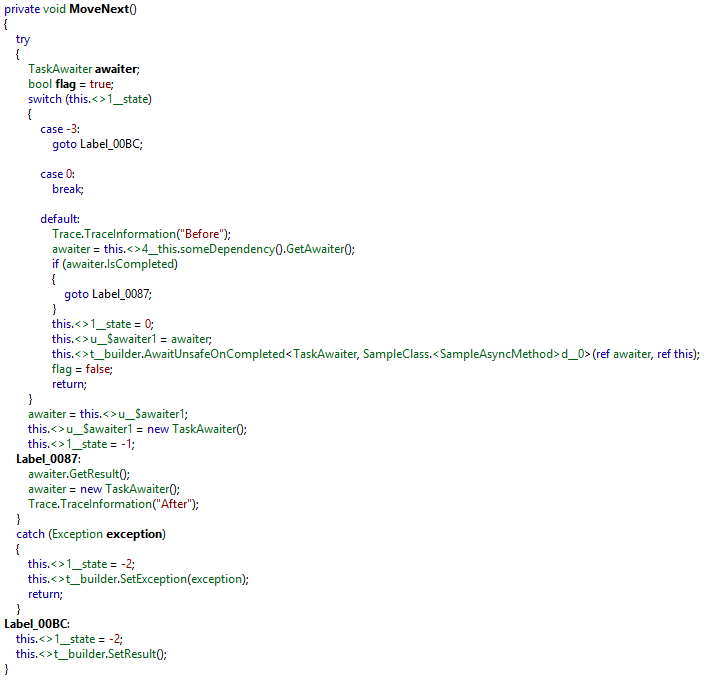 private void MoveNext()
{
    try
    {
        TaskAwaiter awaiter;
        bool flag = true;
        switch (this.<>1__state)
        {
            case -3:
                goto Label_00BC;

            case 0:
                break;

            default:
                Trace.TraceInformation("Before");
                awaiter = this.<>4__this.someDependency().GetAwaiter();
                if (awaiter.IsCompleted)
                {
                    goto Label_0087;
                }
                this.<>1__state = 0;
                this.<>u__$awaiter1 = awaiter;
                this.<>t__builder.AwaitUnsafeOnCompleted<TaskAwaiter, SampleClass.<SampleAsyncMethod>d__0>(ref awaiter, ref this);
                flag = false;
                return;
        }
        awaiter = this.<>u__$awaiter1;
        this.<>u__$awaiter1 = new TaskAwaiter();
        this.<>1__state = -1;
    Label_0087:
        awaiter.GetResult();
        awaiter = new TaskAwaiter();
        Trace.TraceInformation("After");
    }
    catch (Exception exception)
    {
        this.<>1__state = -2;
        this.<>t__builder.SetException(exception);
        return;
    }
Label_00BC:
    this.<>1__state = -2;
    this.<>t__builder.SetResult();
}